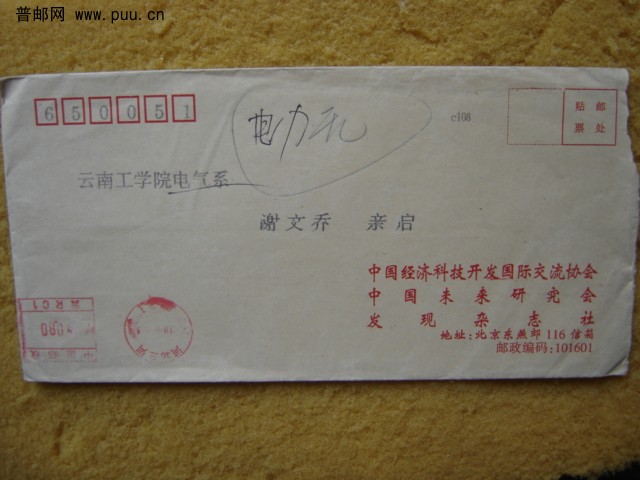 普邮网 www.puu.cn
650051
电力系
c108
贴 邮
票 处
云南工学院电气系
谢文乔 亲启
中国经济科技开发国际交流协会
中国未来研究会
发现杂志社
地址:北京东燕郊 116 信箱
邮政编码:101601